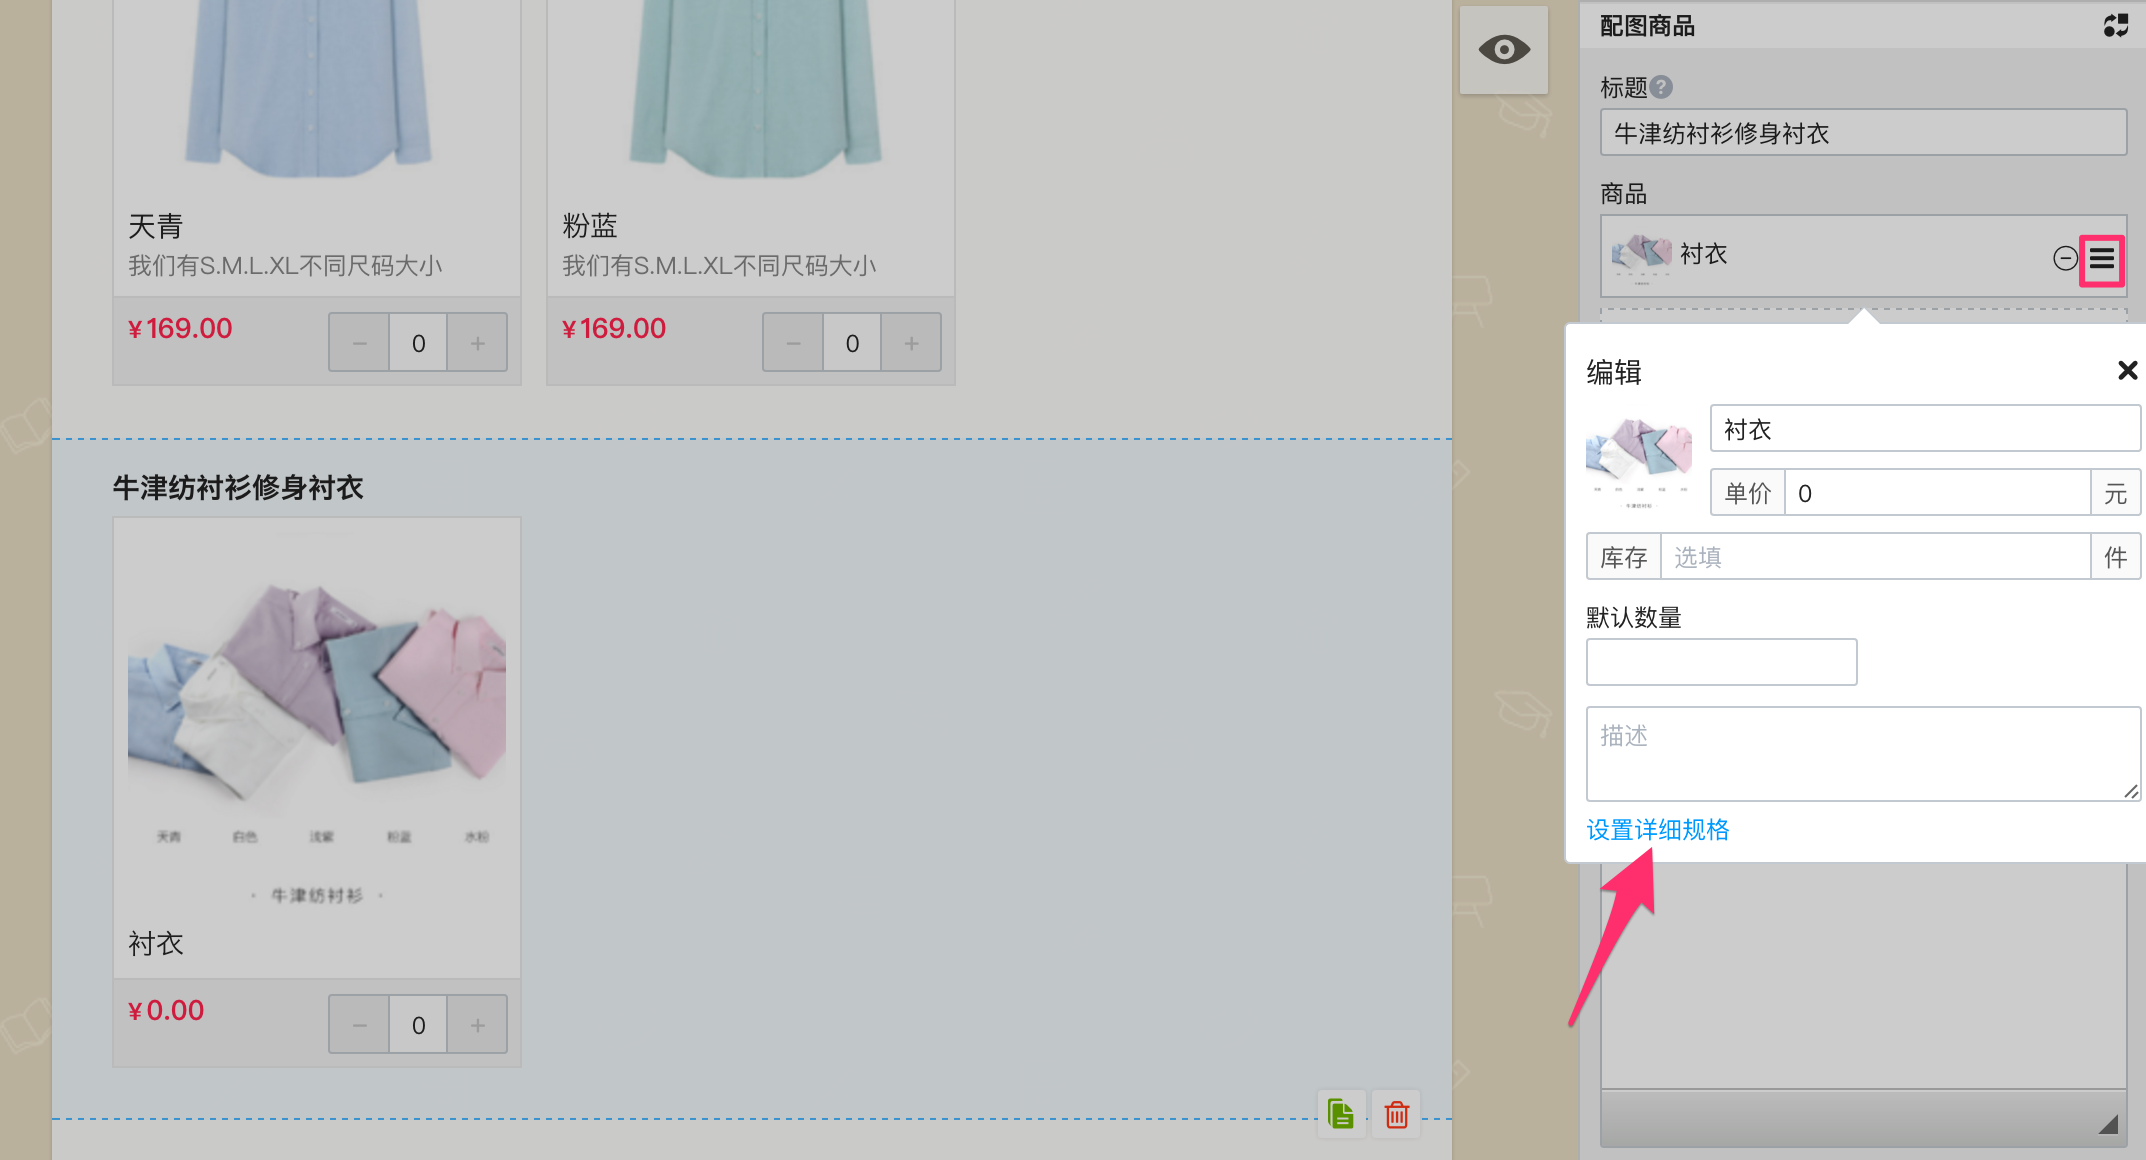 天青
我们有S.M.L.XL不同尺码大小
¥169.00
− 0 +
粉蓝
我们有S.M.L.XL不同尺码大小
¥169.00
− 0 +
牛津纺衬衫修身衬衣
天青 白色 浅紫 粉蓝 水粉
· 牛津纺衬衫 ·
衬衣
¥0.00
− 0 +
配图商品
标题?
牛津纺衬衫修身衬衣
商品
衬衣
编辑
衬衣
单价 0 元
库存 选填 件
默认数量
描述
设置详细规格